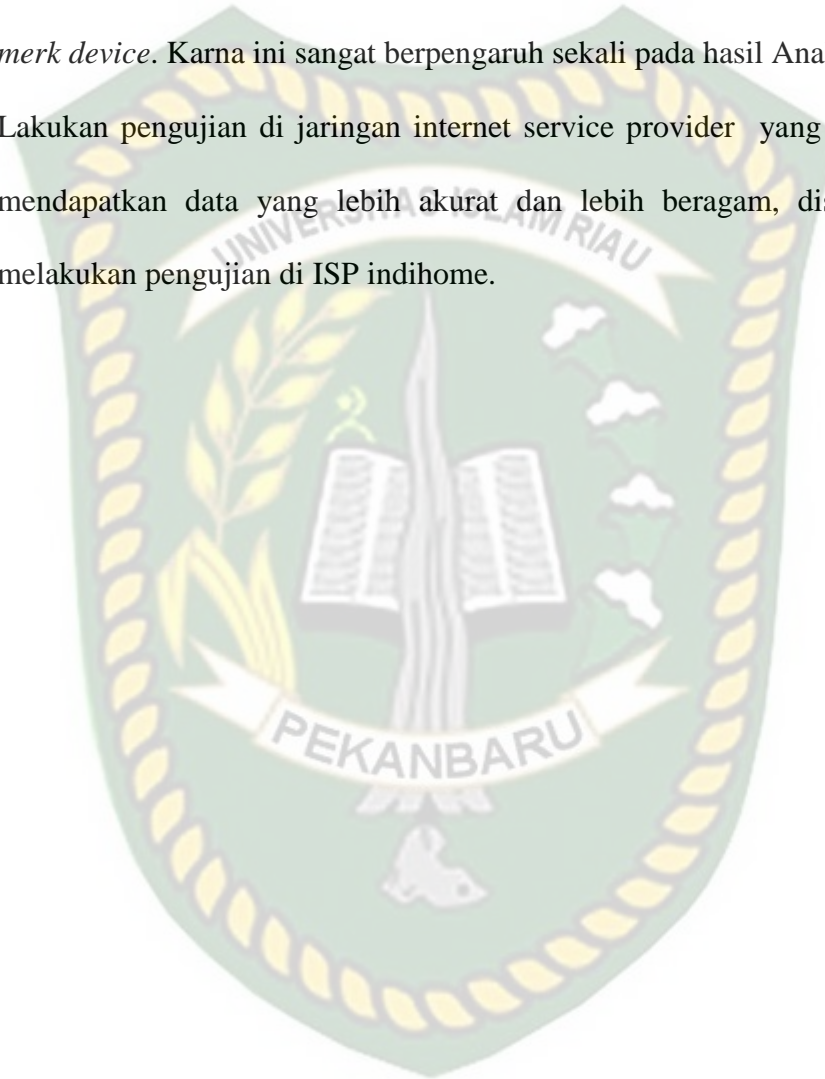 merk device. Karna ini sangat berpengaruh sekali pada hasil Ana
Lakukan pengujian di jaringan internet service provider yang
mendapatkan data yang lebih akurat dan lebih beragam, dis
melakukan pengujian di ISP indihome.
UNIVERSITAS ISLAM RIAU
PEKANBARU